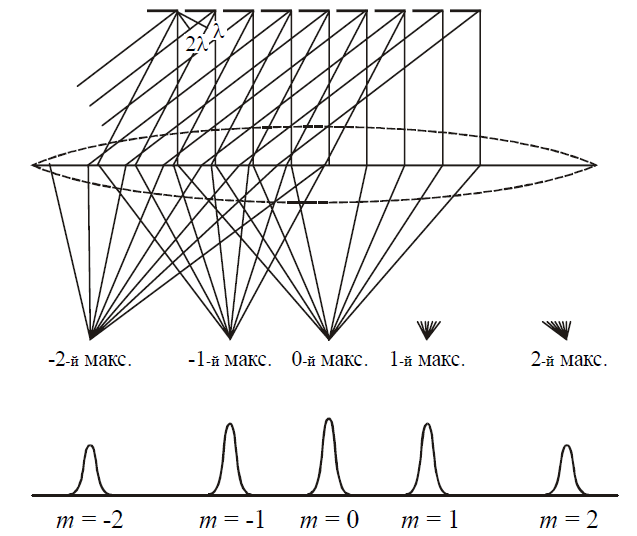 λ
2λ
-2-й макс. -1-й макс. 0-й макс. 1-й макс. 2-й макс.
m = -2 m = -1 m = 0 m = 1 m = 2